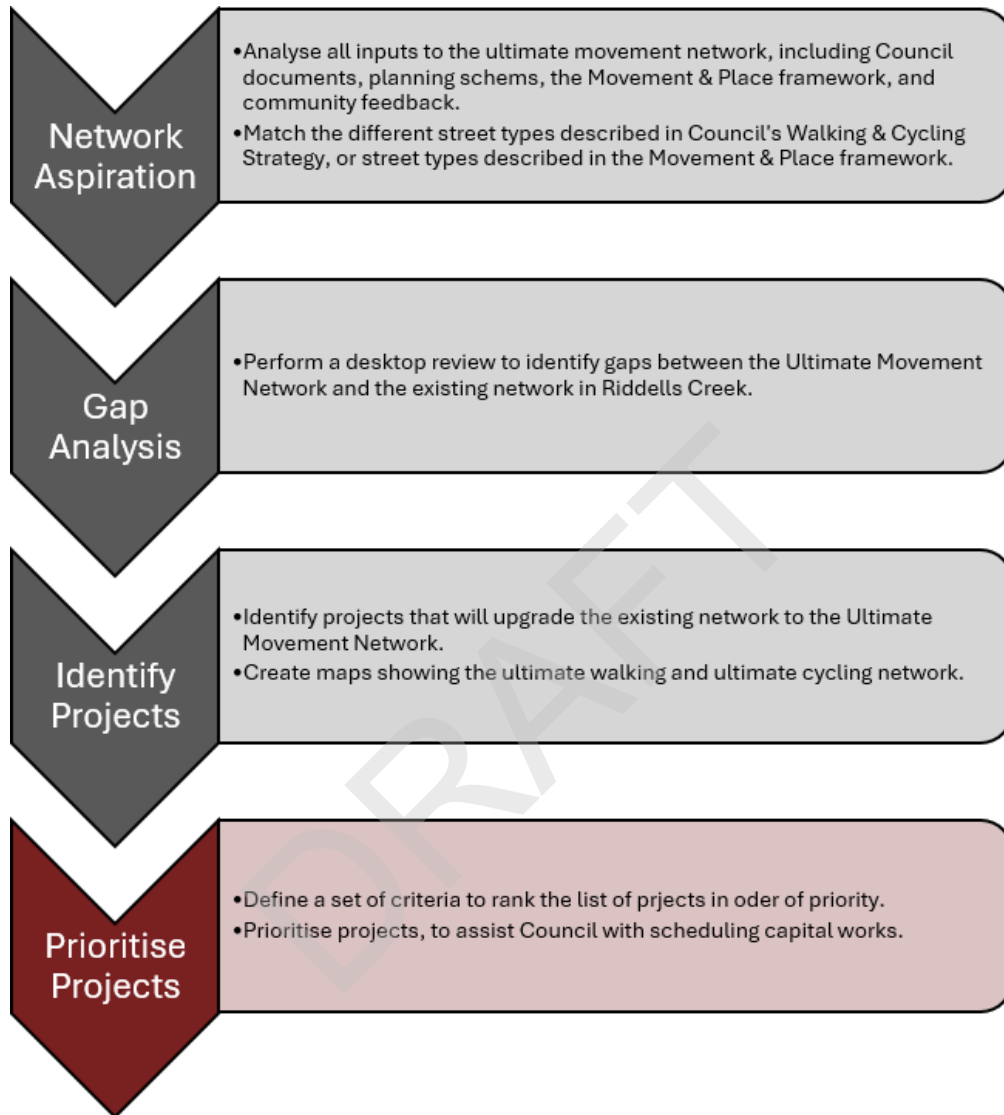 Network
Aspiration
•Analyse all inputs to the ultimate movement network, including Council
documents, planning schems, the Movement & Place framework, and
community feedback.
•Match the different street types described in Council's Walking & Cycling
Strategy, or street types described in the Movement & Place framework.
Gap
Analysis
•Perform a desktop review to identify gaps between the Ultimate Movement
Network and the existing network in Riddells Creek.
Identify
Projects
•Identify projects that will upgrade the existing network to the Ultimate
Movement Network.
•Create maps showing the ultimate walking and ultimate cycling network.
Prioritise
Projects
•Define a set of criteria to rank the list of prjects in oder of priority.
•Prioritise projects, to assist Council with scheduling capital works.
DRAFT